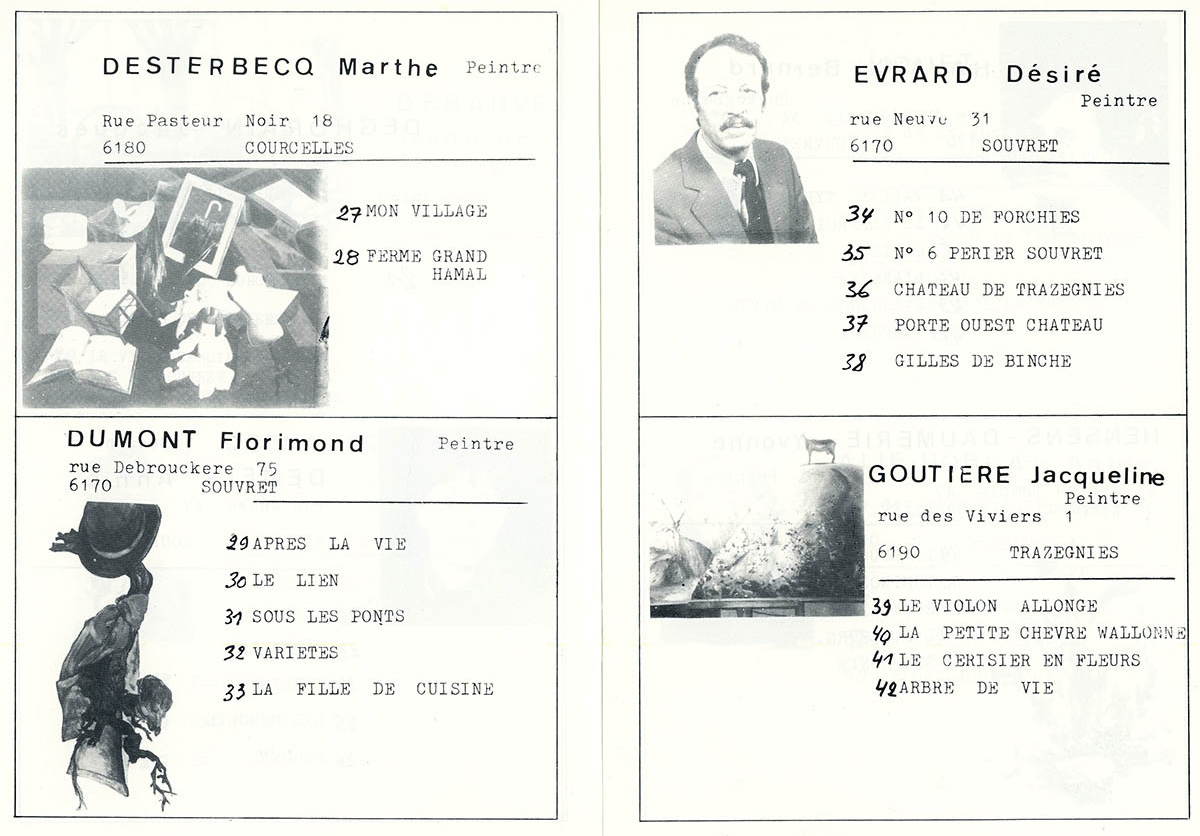 DESTERBECQ Marthe Peintre
Rue Pasteur Noir 18
6180 COURCELLES
27 MON VILLAGE
28 FERME GRAND
HAMAL
DUMONT Florimond Peintre
rue Debrouckere 75
6170 SOUVRET
29 APRES LA VIE
30 LE LIEN
31 SOUS LES PONTS
32 VARIETES
33 LA FILLE DE CUISINE
EVRARD Désiré
Peintre
rue Neuve 31
6170 SOUVRET
34 N° 10 DE FORCHIES
35 N° 6 PERIER SOUVRET
36 CHATEAU DE TRAZEGNIES
37 PORTE OUEST CHATEAU
38 GILLES DE BINCHE
GOUTIERE Jacqueline
Peintre
rue des Viviers 1
6190 TRAZEGNIES
39 LE VIOLON ALLONGE
40 LA PETITE CHEVRE WALLONNE
41 LE CERISIER EN FLEURS
42 ARBRE DE VIE